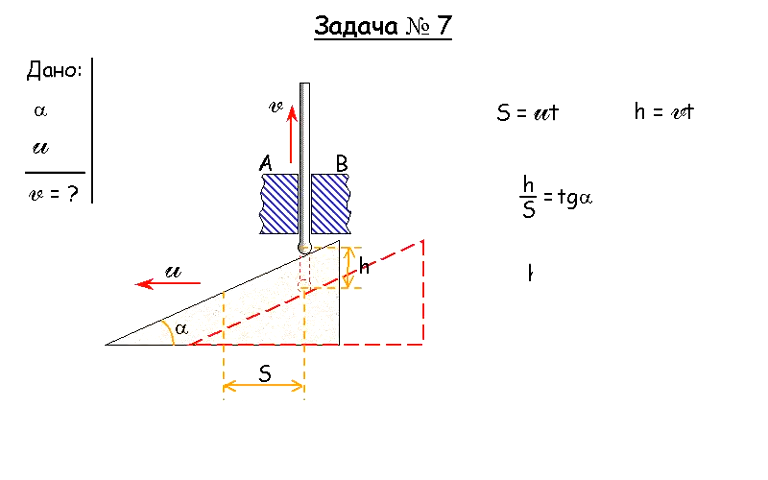 Задача № 7
Дано:
α
u
v = ?
v
A
B
u
α
h
S
S = ut
h = vt
h/S = tgα